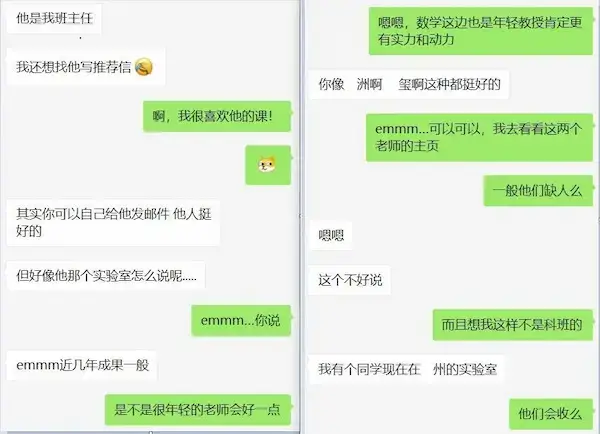 他是我班主任
我还想找他写推荐信
啊，我很喜欢他的课！
其实你可以自己给他发邮件 他人挺
好的
但好像他那个实验室怎么说呢.....
emmm...你说
emmm近几年成果一般
是不是很年轻的老师会好一点
嗯嗯，数学这边也是年轻教授肯定更
有实力和动力
你像 洲啊 玺啊这种都挺好的
emmm...可以可以，我去看看这两个
老师的主页
一般他们缺人么
嗯嗯
这个不好说
而且想我这样不是科班的
我有个同学现在在 州的实验室
他们会收么